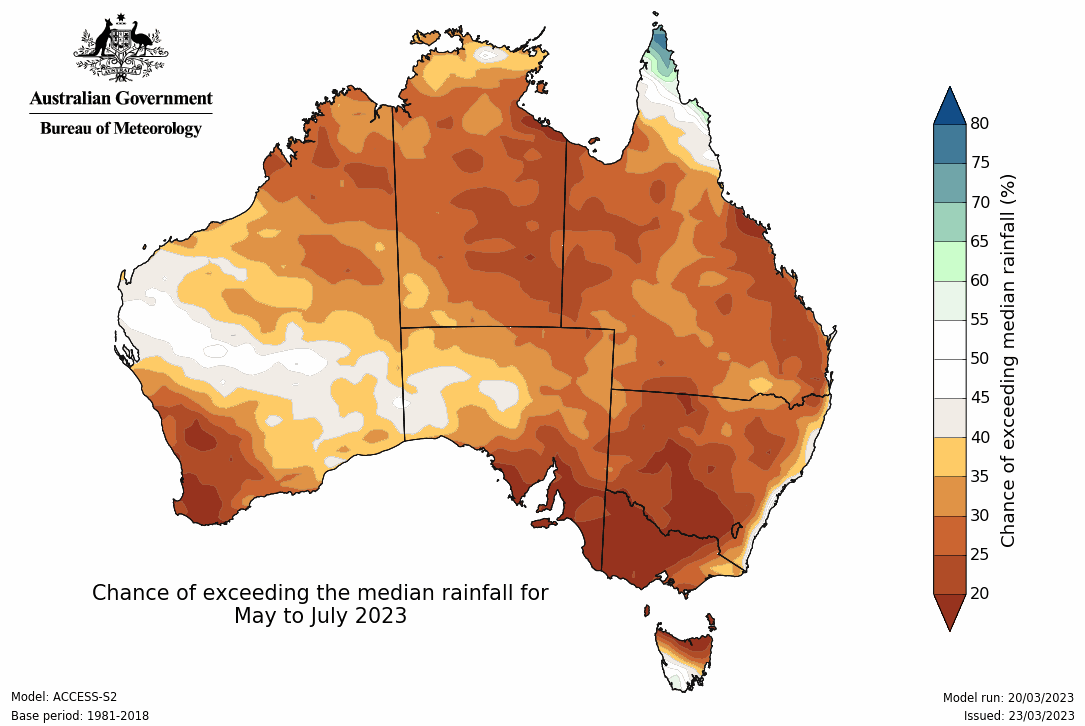 AUSTRALIA
Australian Government
Bureau of Meteorology
80
75
70
65
60
55
50
45
40
35
30
25
20
Chance of exceeding median rainfall (%)
Chance of exceeding the median rainfall for
May to July 2023
Model: ACCESS-S2
Base period: 1981-2018
Model run: 20/03/2023
Issued: 23/03/2023